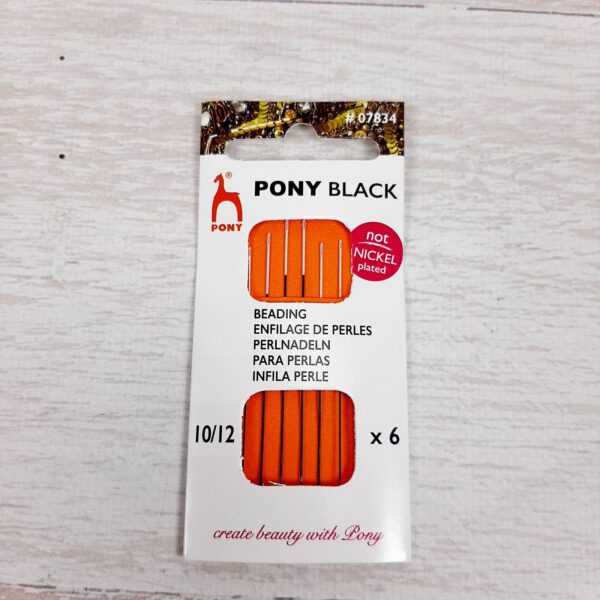 # 07834
PONY BLACK
PONY
not
NICKEL
plated
BEADING
ENFILAGE DE PERLES
PERLNADELN
PARA PERLAS
INFILA PERLE
10/12
x 6
create beauty with Pony